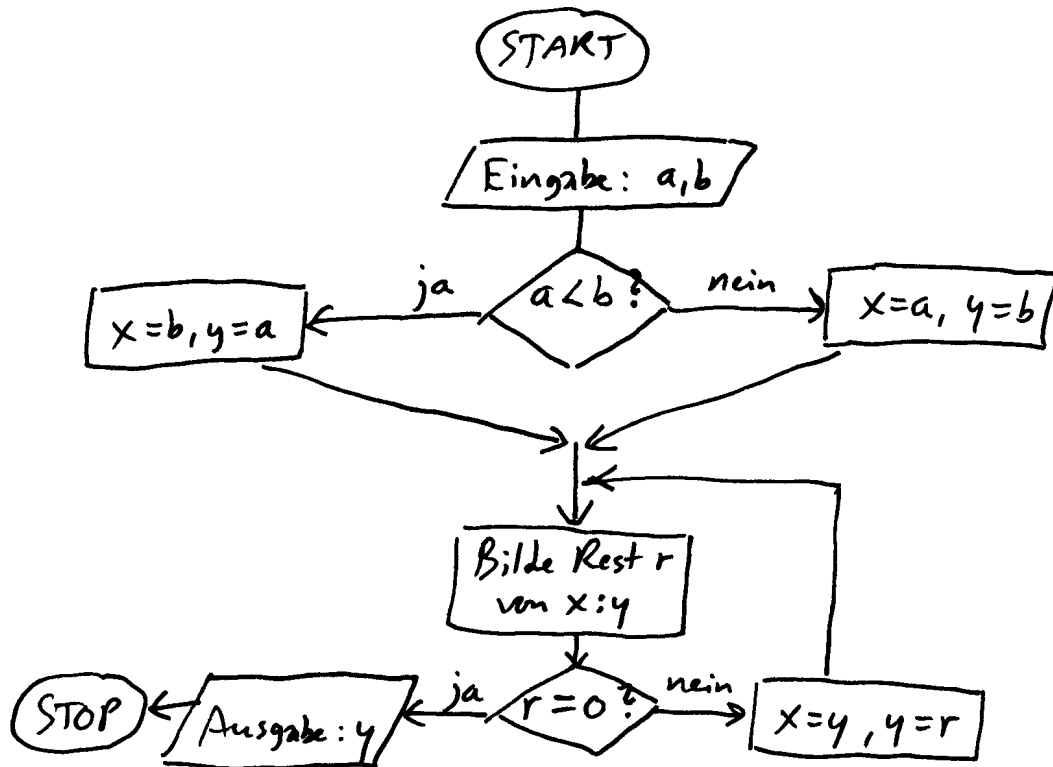 START
Eingabe: a,b
a<b?
ja
nein
x=b, y=a
x=a, y=b
Bilde Rest r
von x:y
r=0?
ja
nein
STOP
Ausgabe: y
x=y, y=r